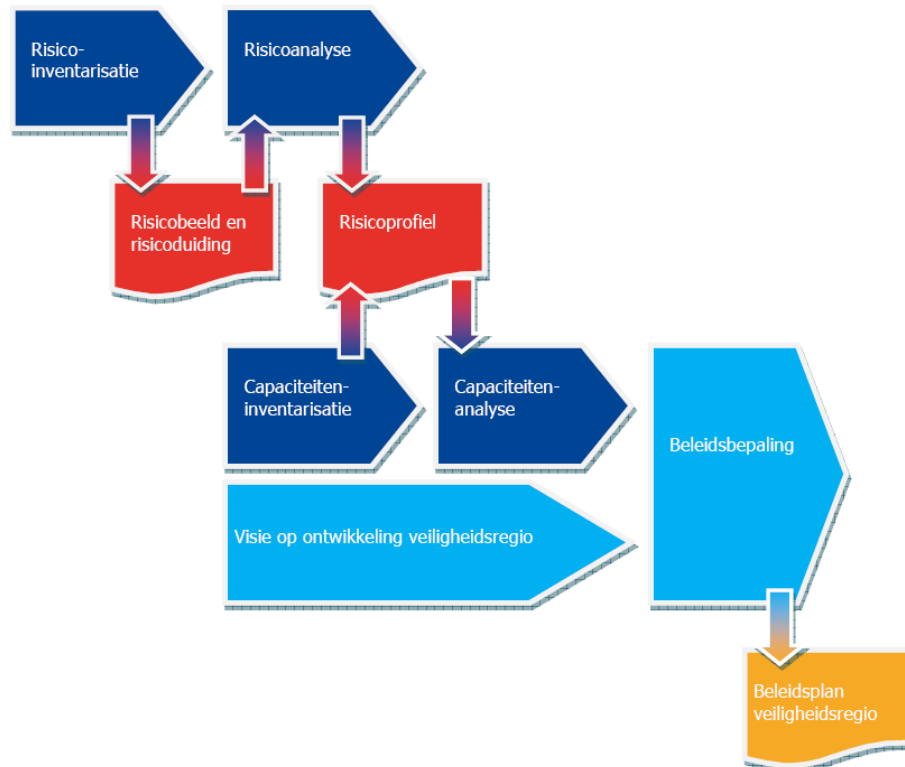 Risico-
inventarisatie
Risicoanalyse
Risicobeeld en
risicoduiding
Risicoprofiel
Capaciteiten-
inventarisatie
Capaciteiten-
analyse
Beleidsbepaling
Visie op ontwikkeling veiligheidsregio
Beleidsplan
veiligheidsregio